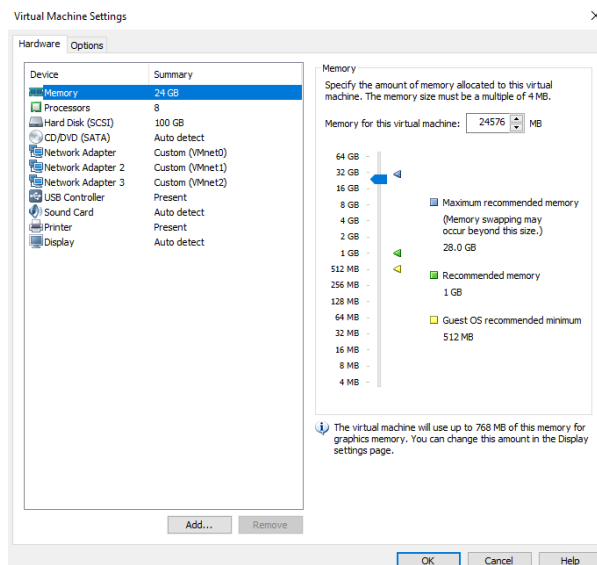 Virtual Machine Settings
Hardware Options
Device Summary
Memory 24 GB
Processors 8
Hard Disk (SCSI) 100 GB
CD/DVD (SATA) Auto detect
Network Adapter Custom (VMnet0)
Network Adapter 2 Custom (VMnet1)
Network Adapter 3 Custom (VMnet2)
USB Controller Present
Sound Card Auto detect
Printer Present
Display Auto detect
Add... Remove
Memory
Specify the amount of memory allocated to this virtual
machine. The memory size must be a multiple of 4 MB.
Memory for this virtual machine: 24576 MB
64 GB
32 GB
16 GB
8 GB
4 GB
2 GB
1 GB
512 MB
256 MB
128 MB
64 MB
32 MB
16 MB
8 MB
4 MB
Maximum recommended memory
(Memory swapping may
occur beyond this size.)
28.0 GB
Recommended memory
1 GB
Guest OS recommended minimum
512 MB
The virtual machine will use up to 768 MB of this memory for
graphics memory. You can change this amount in the Display
settings page.
OK Cancel Help